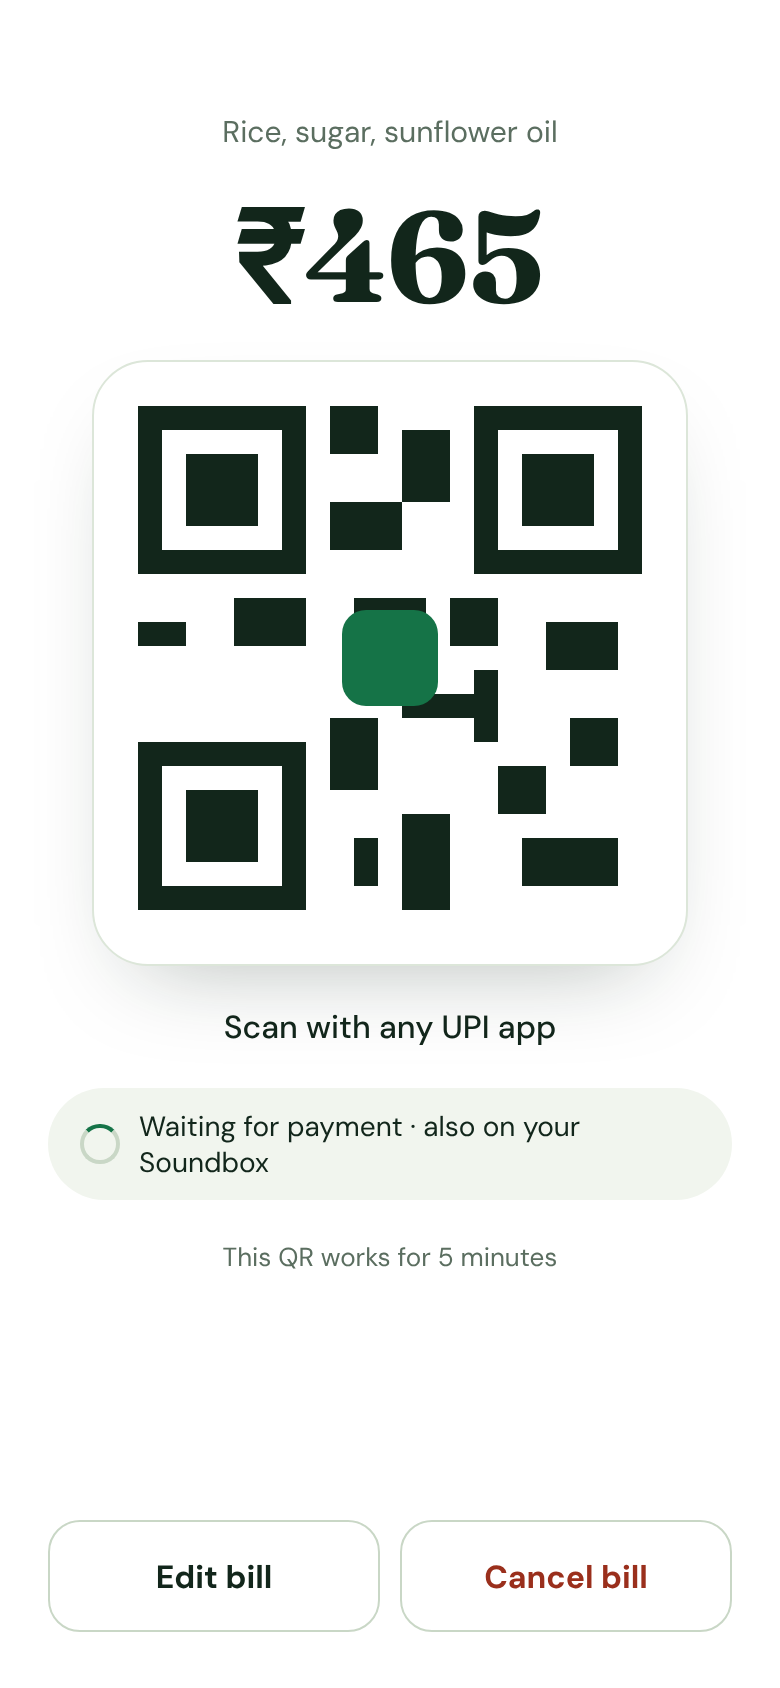 Rice, sugar, sunflower oil
₹465
Scan with any UPI app
Waiting for payment · also on your
Soundbox
This QR works for 5 minutes
Edit bill
Cancel bill